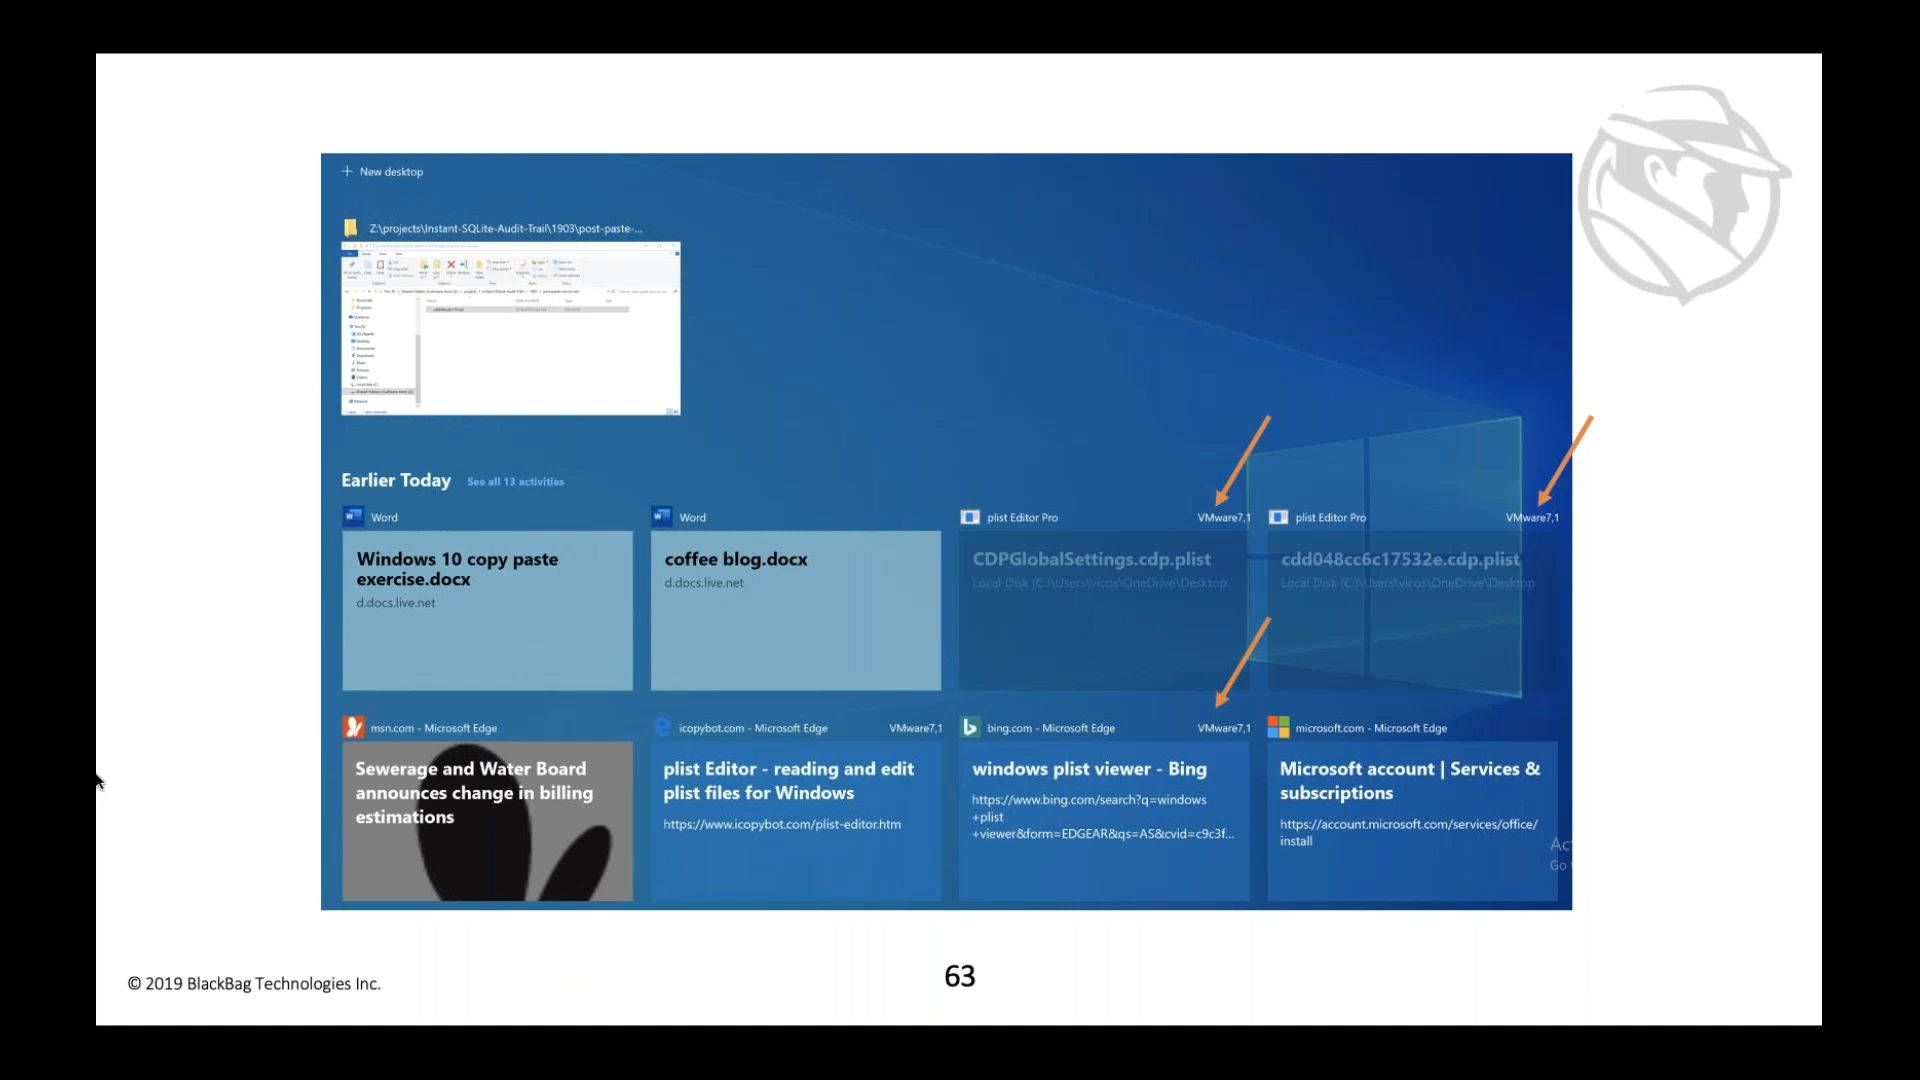 New desktop
Z:\projects\Instant-SQLite-Audit-Trail\1903\post-paste-...
Earlier Today See all 13 activities
Word
Word
plist Editor Pro VMware7,1
plist Editor Pro VMware7,1
Windows 10 copy paste
exercise.docx
d.docs.live.net
coffee blog.docx
d.docs.live.net
CDPGlobalSettings.cdp.plist
Local Disk (C:)\Users\vicos\OneDrive\Desktop
cdd048cc6c17532e.cdp.plist
Local Disk (C:)\Users\vicos\OneDrive\Desktop
msn.com - Microsoft Edge
icopybot.com - Microsoft Edge VMware7,1
bing.com - Microsoft Edge VMware7,1
microsoft.com - Microsoft Edge
Sewerage and Water Board
announces change in billing
estimations
plist Editor - reading and edit
plist files for Windows
https://www.icopybot.com/plist-editor.htm
windows plist viewer - Bing
https://www.bing.com/search?q=windows
+plist
+viewer&form=EDGEAR&qs=AS&cvid=c9c3f...
Microsoft account | Services &
subscriptions
https://account.microsoft.com/services/office/
install
Go
© 2019 BlackBag Technologies Inc.
63